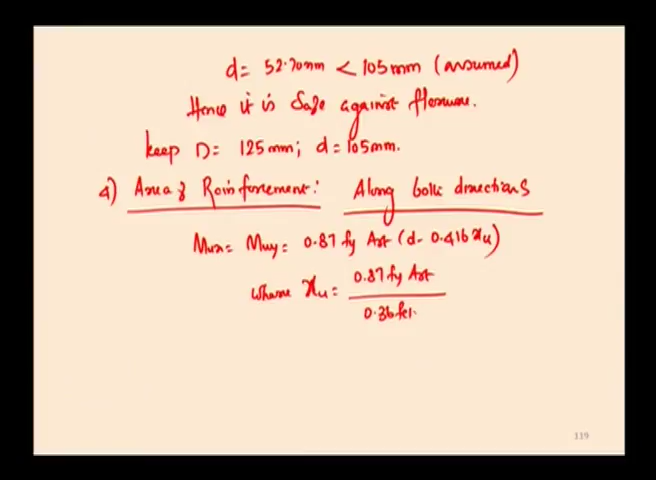 d = 52.70mm < 105mm (assumed)
Hence it is Safe against flexure.
keep D = 125mm; d = 105mm.
4) Area of Reinforcement: Along both directions
Mux = Muy = 0.87 fy Ast (d - 0.416 xu)
where xu = 0.87 fy Ast
0.36 fck
119